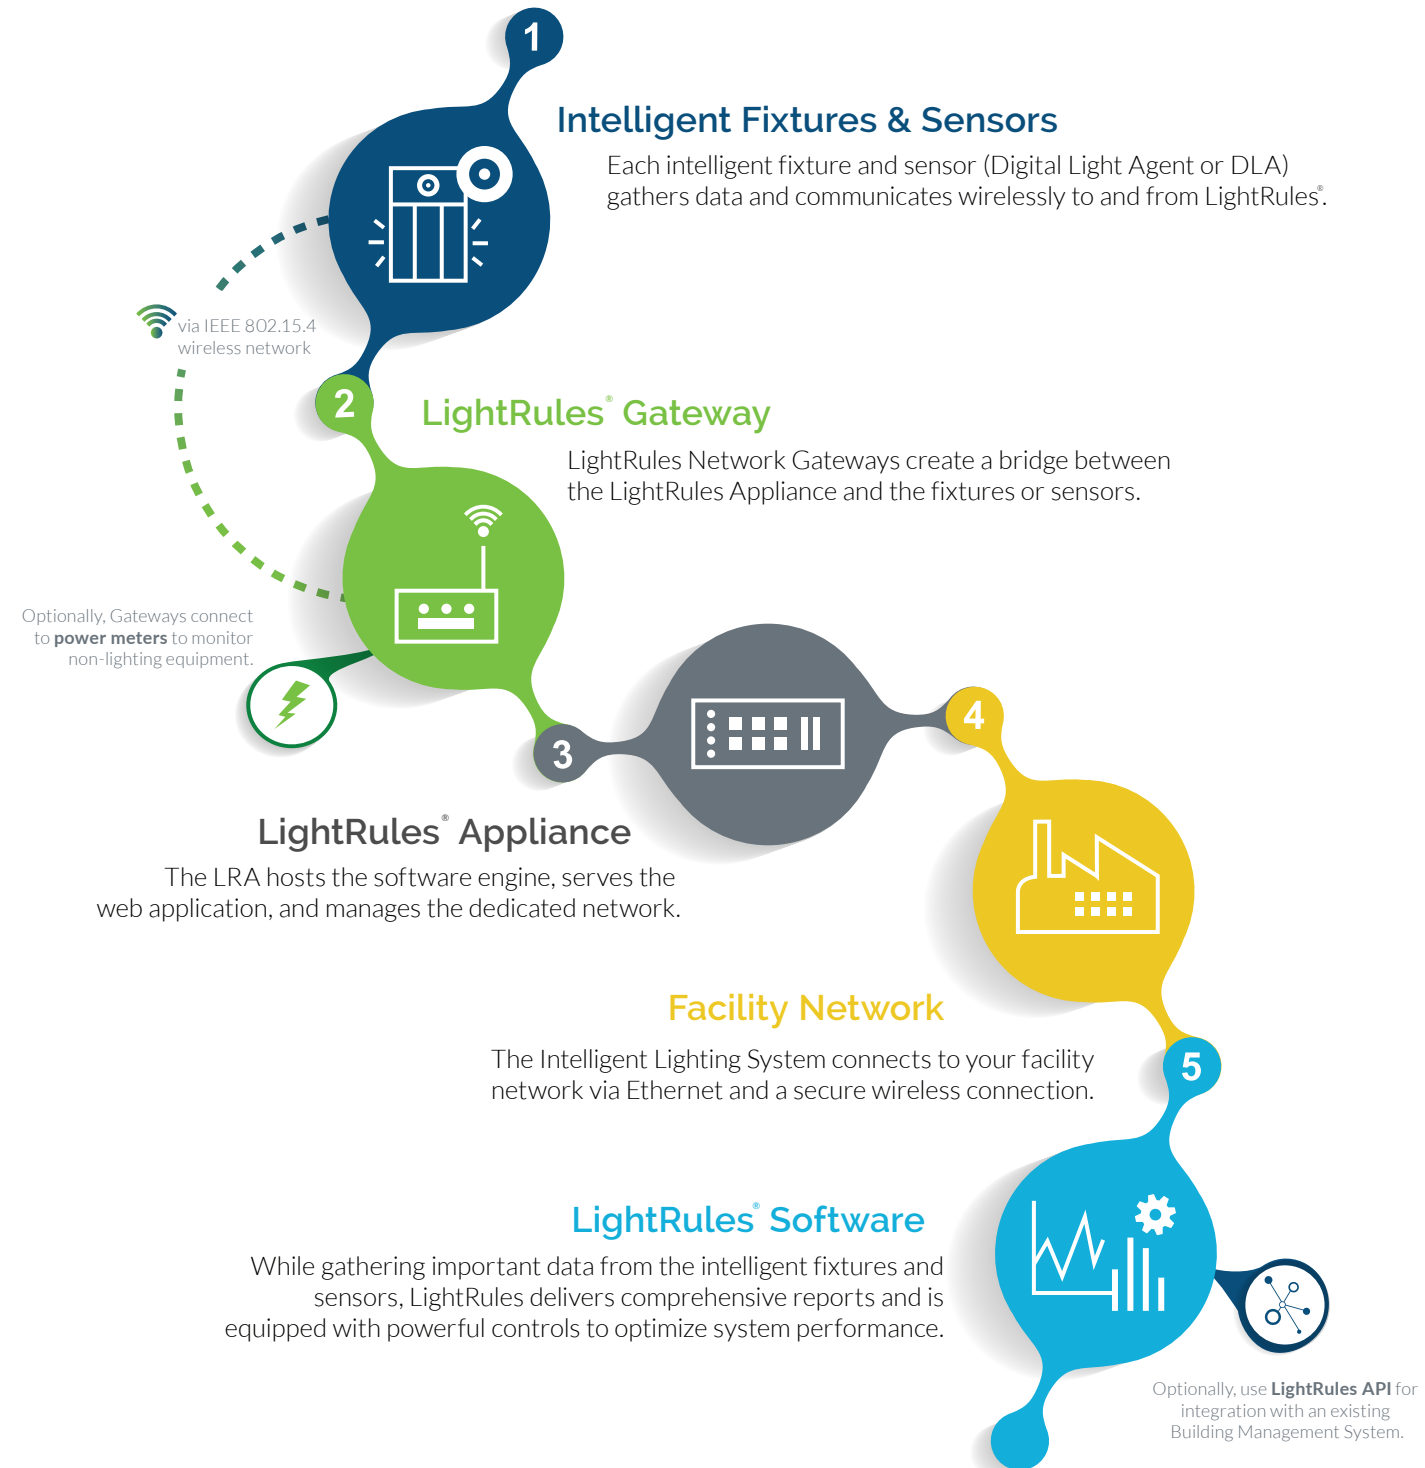 1
Intelligent Fixtures & Sensors
Each intelligent fixture and sensor (Digital Light Agent or DLA)
gathers data and communicates wirelessly to and from LightRules®.
via IEEE 802.15.4
wireless network
2
LightRules® Gateway
LightRules Network Gateways create a bridge between
the LightRules Appliance and the fixtures or sensors.
Optionally, Gateways connect
to power meters to monitor
non-lighting equipment.
3
LightRules® Appliance
The LRA hosts the software engine, serves the
web application, and manages the dedicated network.
4
Facility Network
The Intelligent Lighting System connects to your facility
network via Ethernet and a secure wireless connection.
5
LightRules® Software
While gathering important data from the intelligent fixtures and
sensors, LightRules delivers comprehensive reports and is
equipped with powerful controls to optimize system performance.
Optionally, use LightRules API for
integration with an existing
Building Management System.